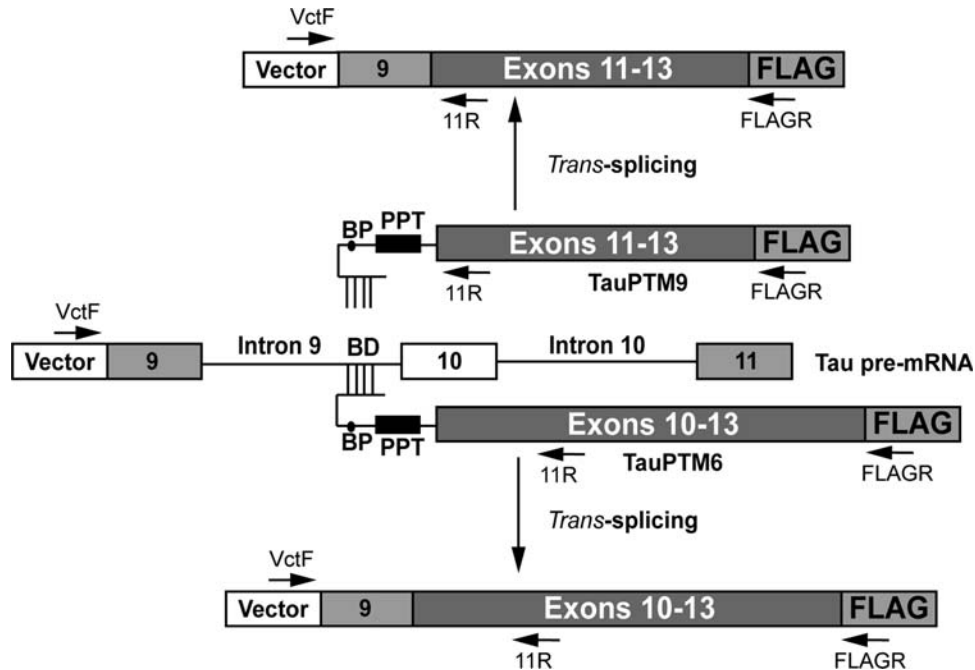 VctF
Vector 9 Exons 11-13 FLAG
11R FLAGR
Trans-splicing
BP PPT
Exons 11-13 FLAG
11R TauPTM9 FLAGR
VctF
Intron 9 BD Intron 10
Vector 9 10 11 Tau pre-mRNA
Exons 10-13 FLAG
BP PPT
11R TauPTM6 FLAGR
Trans-splicing
VctF
Vector 9 Exons 10-13 FLAG
11R FLAGR